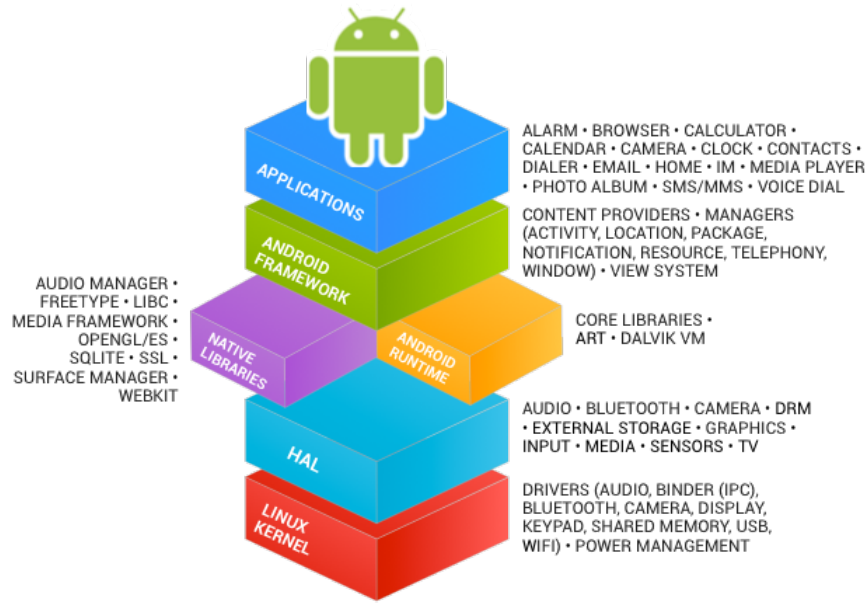 ALARM • BROWSER • CALCULATOR •
CALENDAR • CAMERA • CLOCK • CONTACTS •
DIALER • EMAIL • HOME • IM • MEDIA PLAYER
• PHOTO ALBUM • SMS/MMS • VOICE DIAL
APPLICATIONS
CONTENT PROVIDERS • MANAGERS
(ACTIVITY, LOCATION, PACKAGE,
NOTIFICATION, RESOURCE, TELEPHONY,
WINDOW) • VIEW SYSTEM
ANDROID
FRAMEWORK
AUDIO MANAGER •
FREETYPE • LIBC •
MEDIA FRAMEWORK •
OPENGL/ES •
SQLITE • SSL •
SURFACE MANAGER •
WEBKIT
NATIVE
LIBRARIES
ANDROID
RUNTIME
CORE LIBRARIES •
ART • DALVIK VM
HAL
AUDIO • BLUETOOTH • CAMERA • DRM
• EXTERNAL STORAGE • GRAPHICS •
INPUT • MEDIA • SENSORS • TV
LINUX
KERNEL
DRIVERS (AUDIO, BINDER (IPC),
BLUETOOTH, CAMERA, DISPLAY,
KEYPAD, SHARED MEMORY, USB,
WIFI) • POWER MANAGEMENT